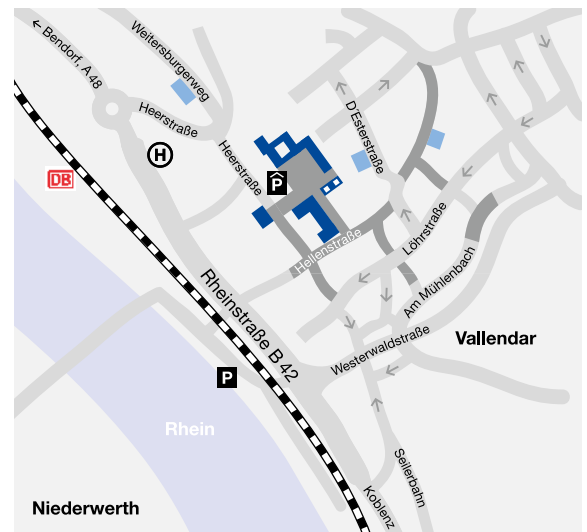 ← Bendorf, A 48
Weitersburgerweg
Heerstraße
H
D´Esterstraße
DB
Heerstraße
P
Löhrstraße
Hellenstraße
Am Mühlenbach
Rheinstraße B 42
Westerwaldstraße
Vallendar
P
Rhein
Seilerbahn
Koblenz
Niederwerth